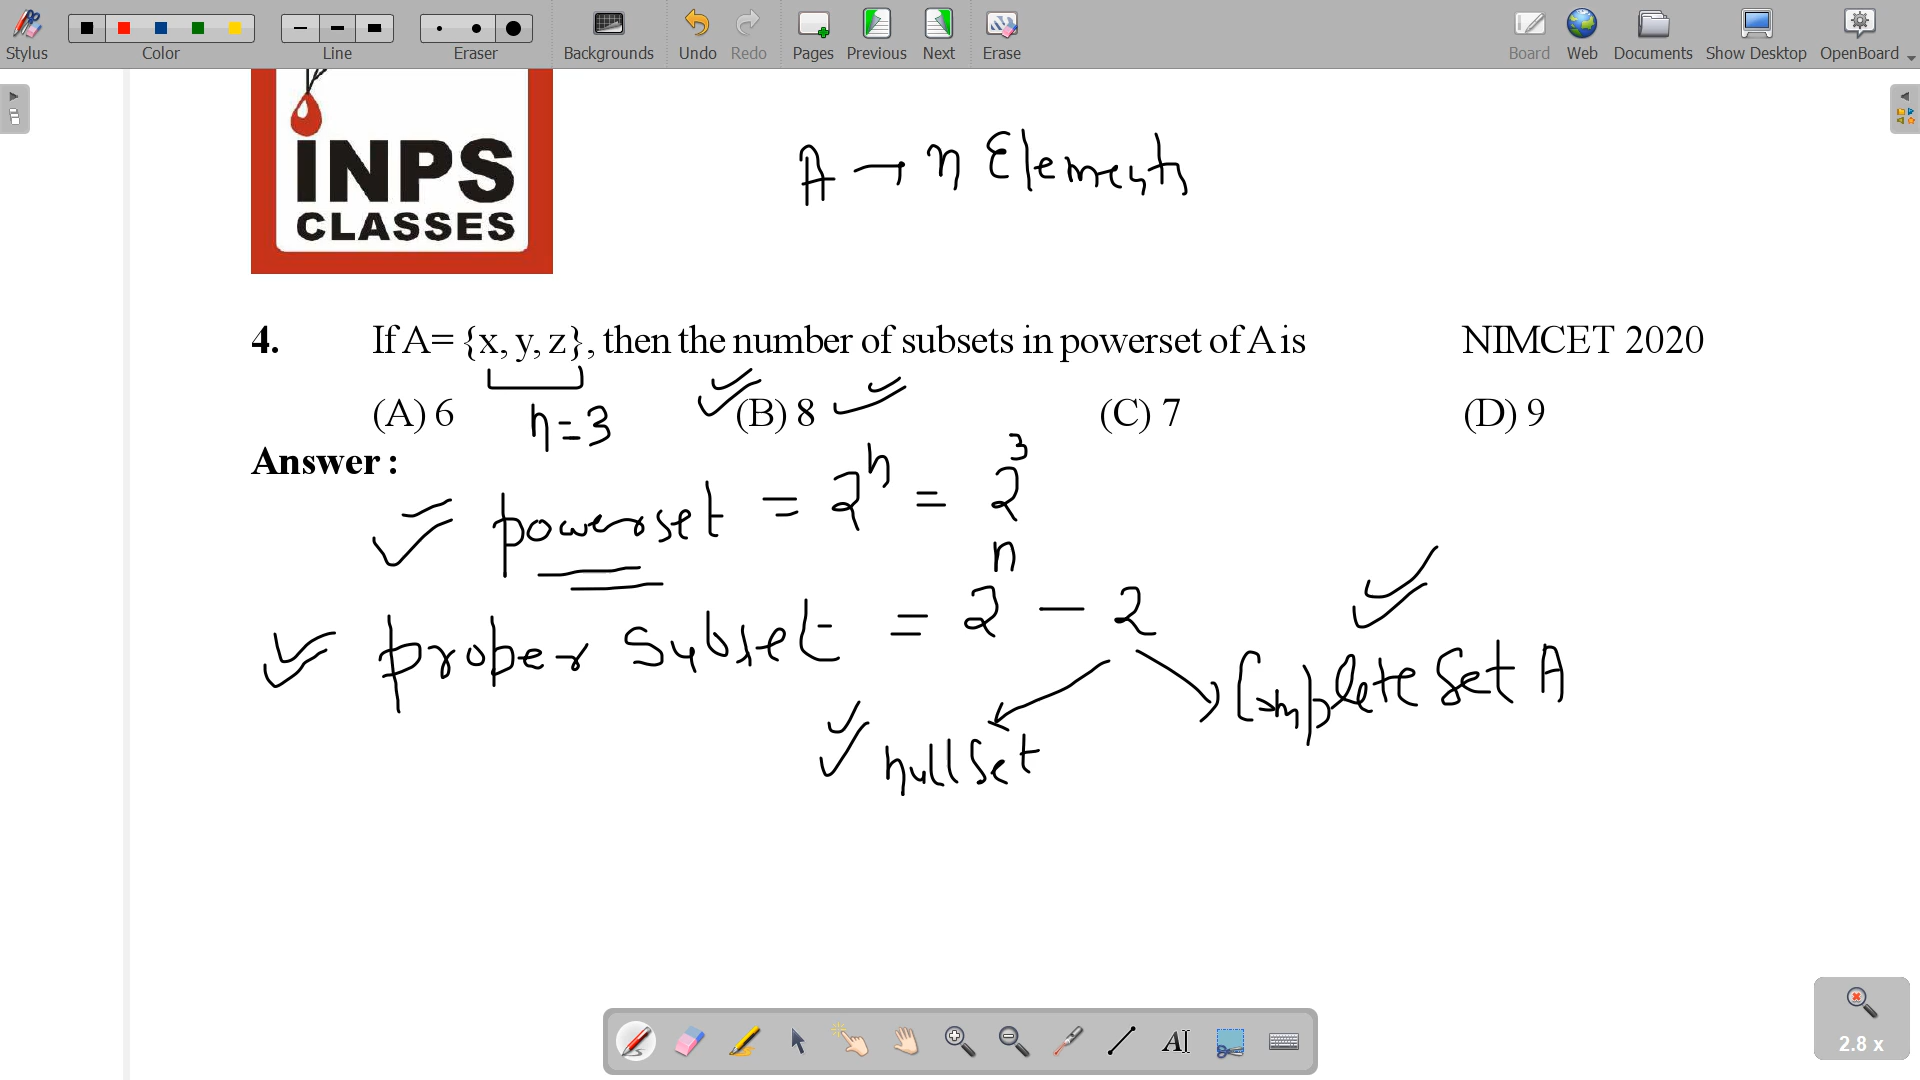 Stylus Color Line Eraser Backgrounds Undo Redo Pages Previous Next Erase Board Web Documents Show Desktop OpenBoard
INPS
CLASSES
A → n Elements
4. If A= {x, y, z}, then the number of subsets in powerset of A is NIMCET 2020
(A) 6 (B) 8 (C) 7 (D) 9
n=3
Answer :
powerset = 2^n = 2^3
proper subset = 2^n - 2
Complete Set A
null Set
2.8 x